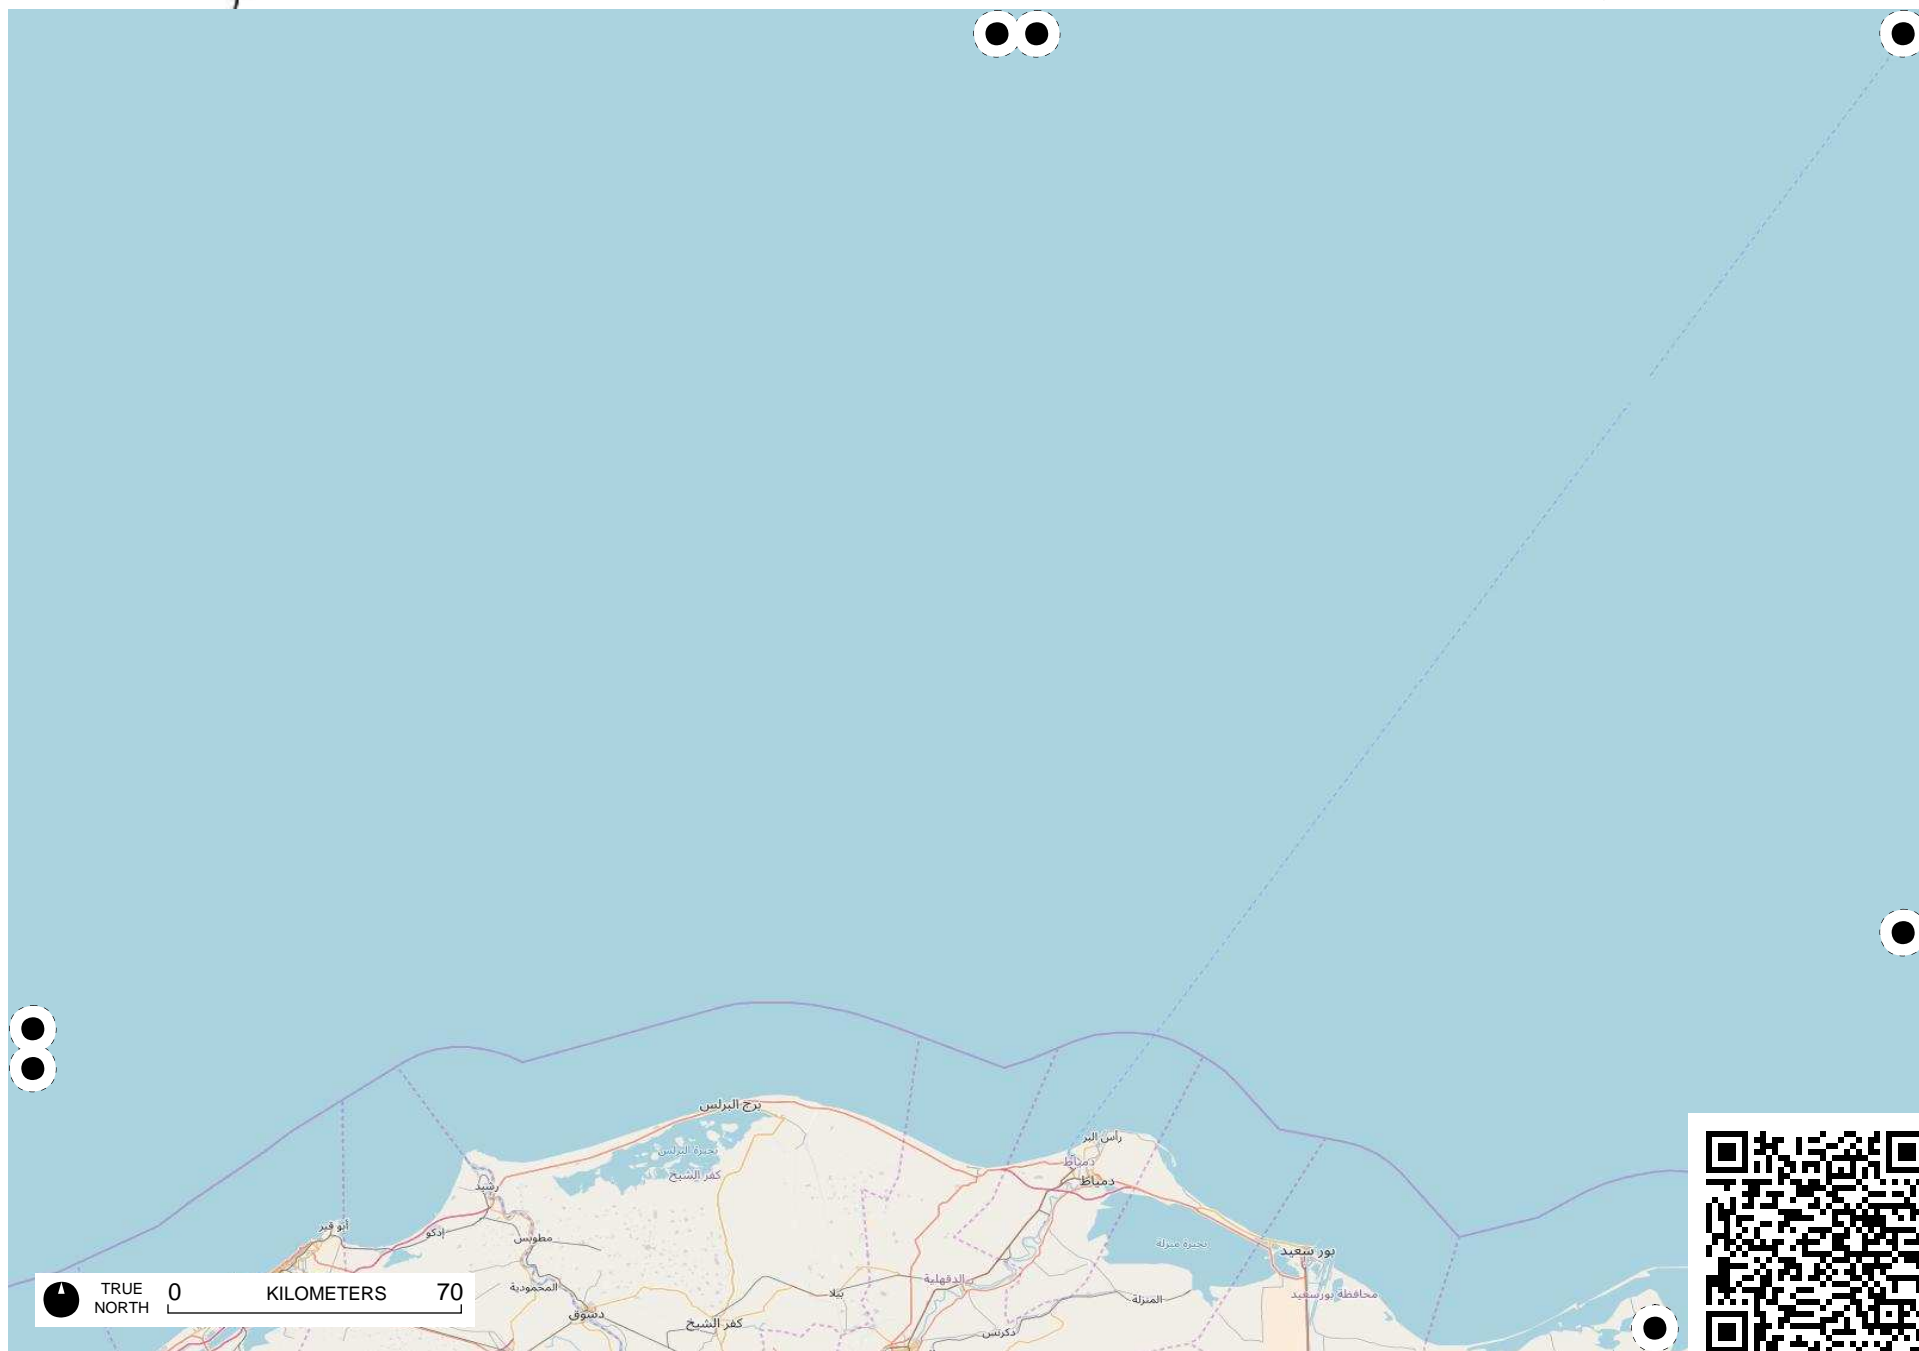 برج البرلس
رأس البر
بحيرة البرلس
دمياط
كفر الشيخ
دمياط
رشيد
أبو قير
إدكو
مطوبس
بحيرة منزلة
بور سعيد
الدقهلية
المحمودية
بيلا
المنزلة
محافظة بورسعيد
دسوق
كفر الشيخ
دكرنس
TRUE NORTH
0 KILOMETERS 70